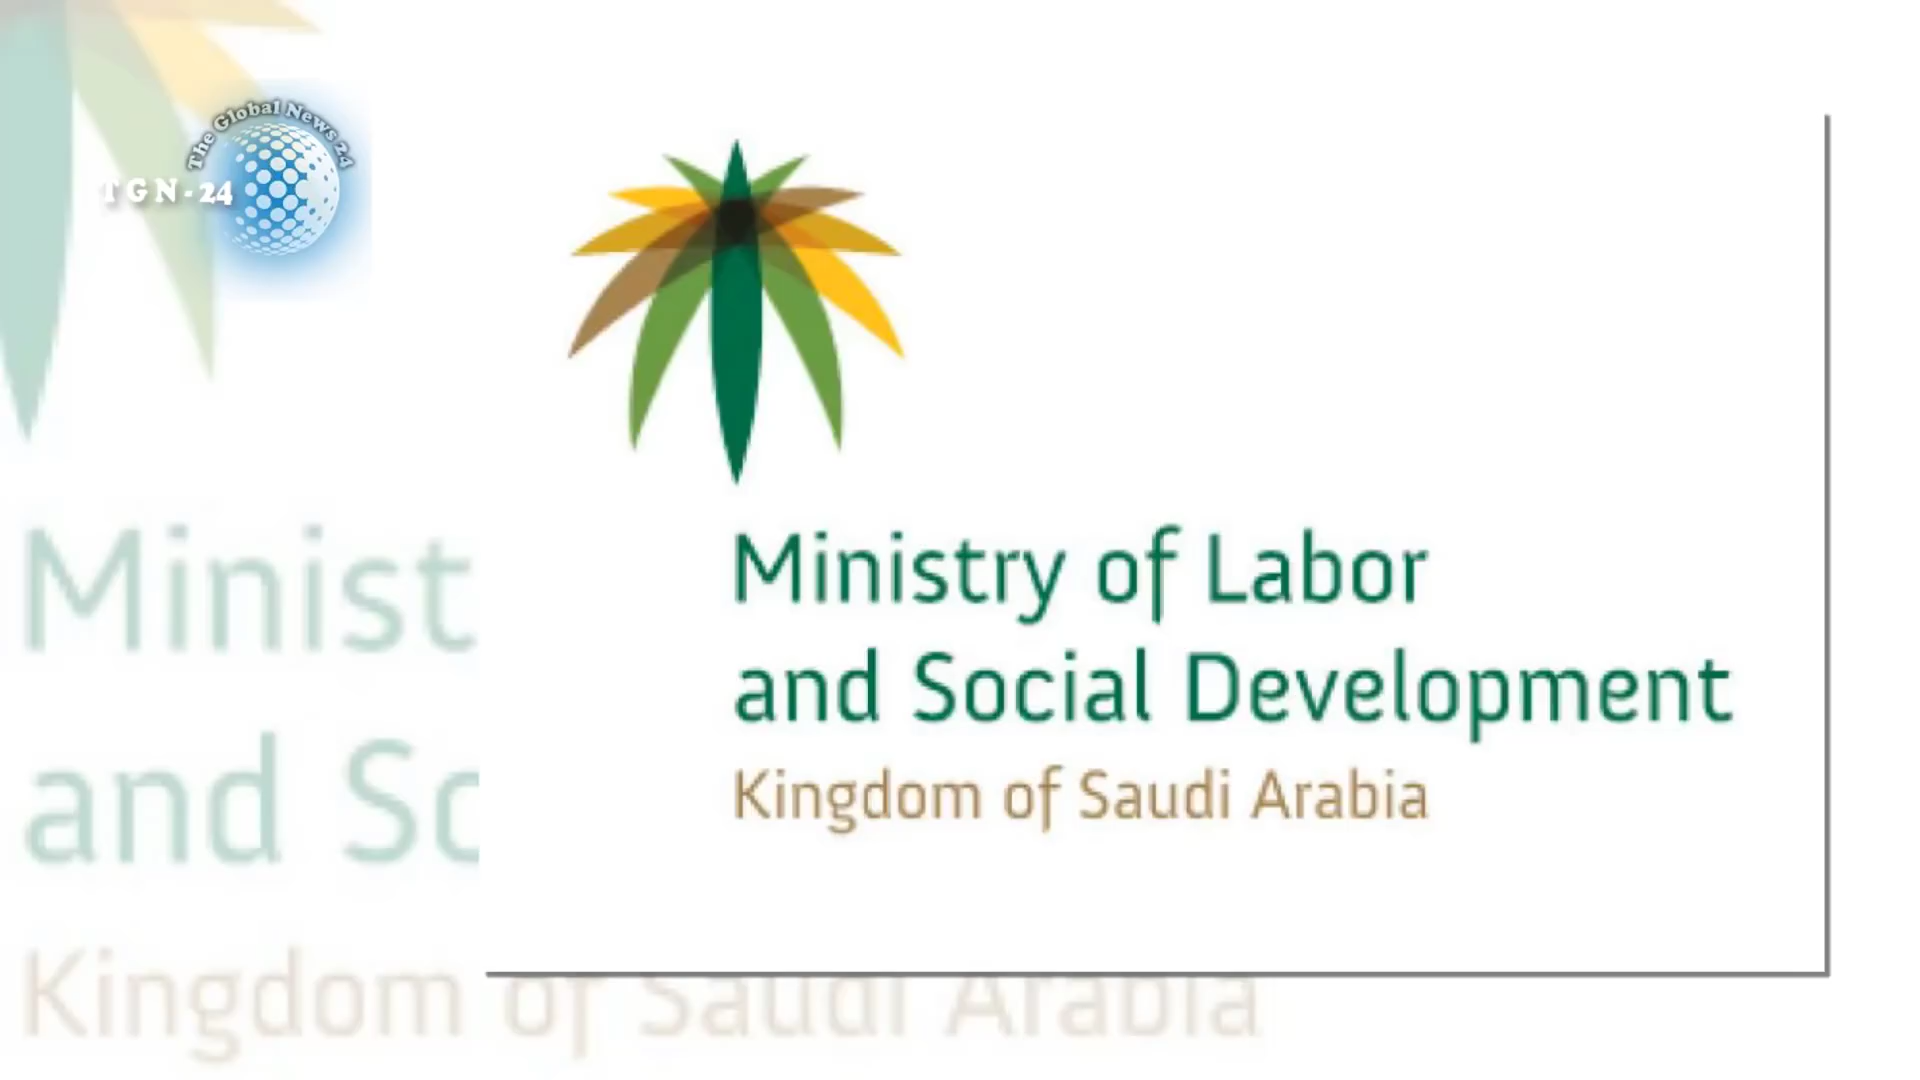 The Global News 24
TGN-24
Ministry of Labor
and Social Development
Kingdom of Saudi Arabia
Minist
and So
Kingdom of Saudi Arabia